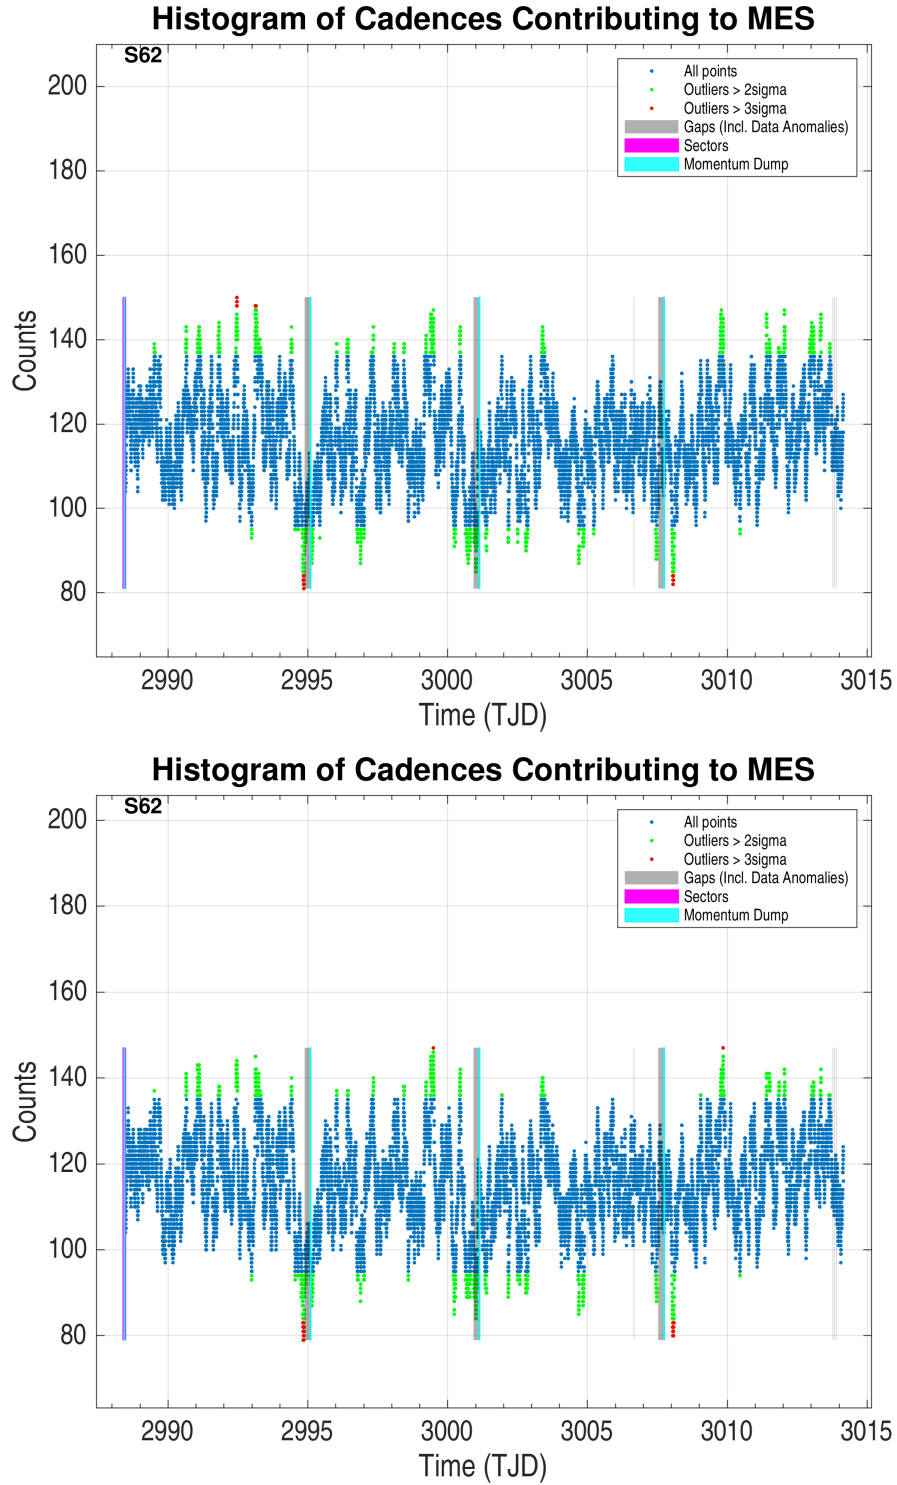 Histogram of Cadences Contributing to MES
S62
All points
Outliers > 2sigma
Outliers > 3sigma
Gaps (Incl. Data Anomalies)
Sectors
Momentum Dump
200
180
160
140
120
100
80
Counts
2990
2995
3000
3005
3010
3015
Time (TJD)
Histogram of Cadences Contributing to MES
S62
All points
Outliers > 2sigma
Outliers > 3sigma
Gaps (Incl. Data Anomalies)
Sectors
Momentum Dump
200
180
160
140
120
100
80
Counts
2990
2995
3000
3005
3010
3015
Time (TJD)